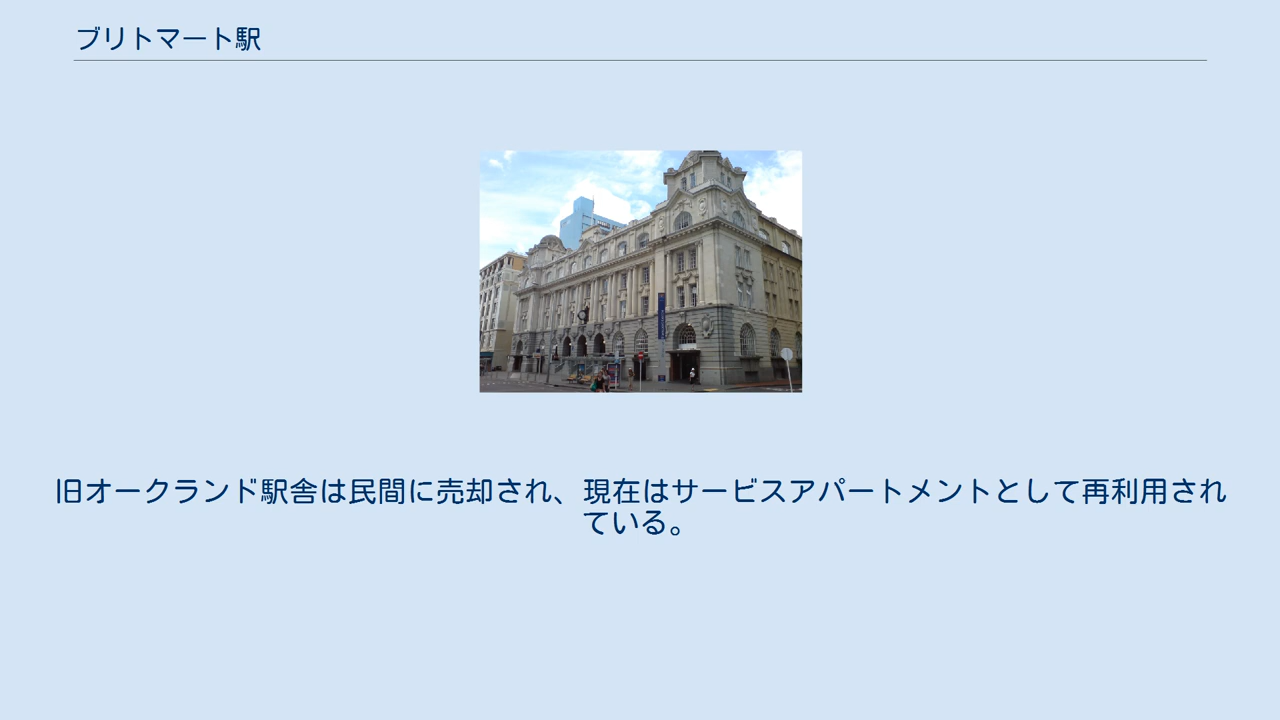 ブリトマート駅
旧オークランド駅舎は民間に売却され、現在はサービスアパートメントとして再利用され
ている。